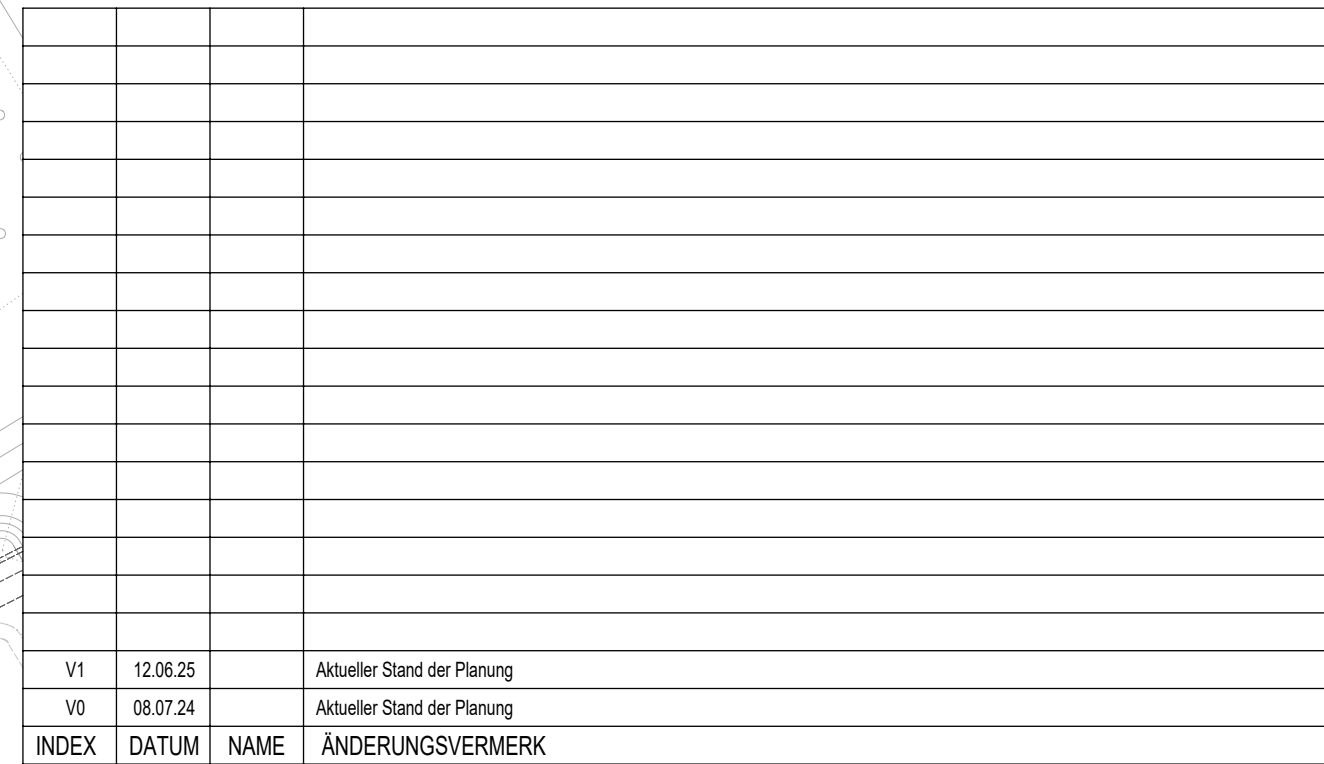 V1 12.06.25 Aktueller Stand der Planung
V0 08.07.24 Aktueller Stand der Planung
INDEX DATUM NAME ÄNDERUNGSVERMERK